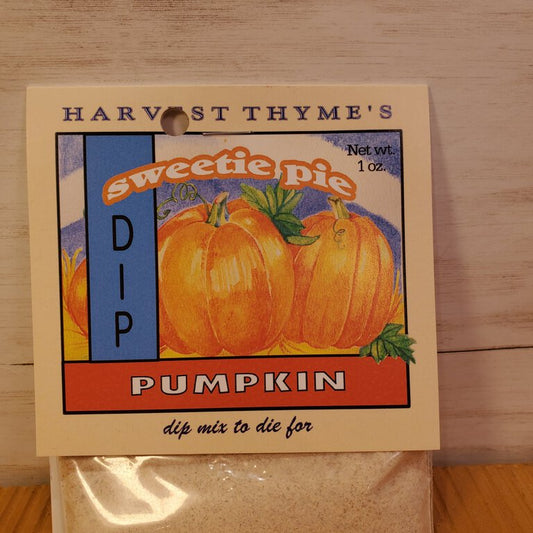 HARVEST THYME'S
sweetie pie
Net wt.
1 oz.
DIP
PUMPKIN
dip mix to die for